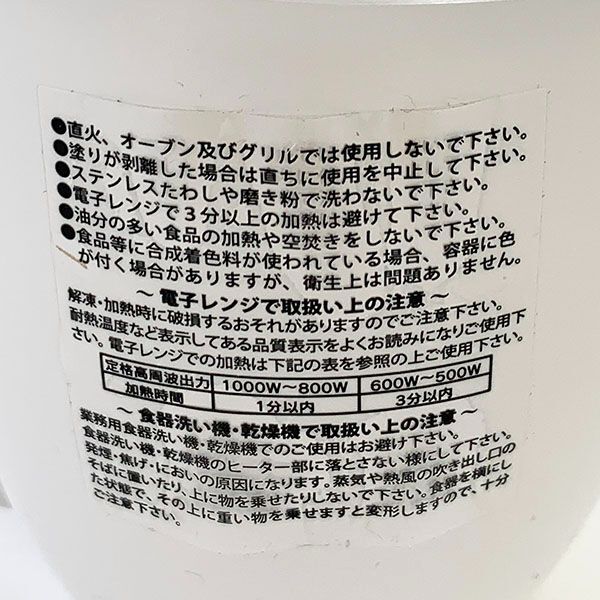 ●直火、オーブン及びグリルでは使用しないで下さい。
●塗りが剥離した場合は直ちに使用を中止して下さい。
●ステンレスたわしや磨き粉で洗わないで下さい。
●電子レンジで3分以上の加熱は避けて下さい。
●油分の多い食品の加熱や空焚きをしないで下さい。
●食品等に合成着色料が使われている場合、容器に色
が付く場合がありますが、衛生上は問題ありません。
～電子レンジで取扱い上の注意～
解凍・加熱時に破損するおそれがありますのでご注意下さい。
耐熱温度など表示してある品質表示をよくお読みになりご使用下
さい。電子レンジでの加熱は下記の表を参照の上ご使用下さい。
定格高周波出力 1000W～800W 600W～500W
加熱時間 1分以内 3分以内
～食器洗い機・乾燥機で取扱い上の注意～
業務用食器洗い機・乾燥機でのご使用はお避け下さい。
食器洗い機・乾燥機のヒーター部に落とさない様にして下さい。
発煙・焦げ・においの原因になります。蒸気や熱風の吹き出し口の
そばに置いたり、上に物を乗せたりしないで下さい。食器を横にし
た状態で、その上に重い物を乗せますと変形しますので、十分
ご注意下さい。